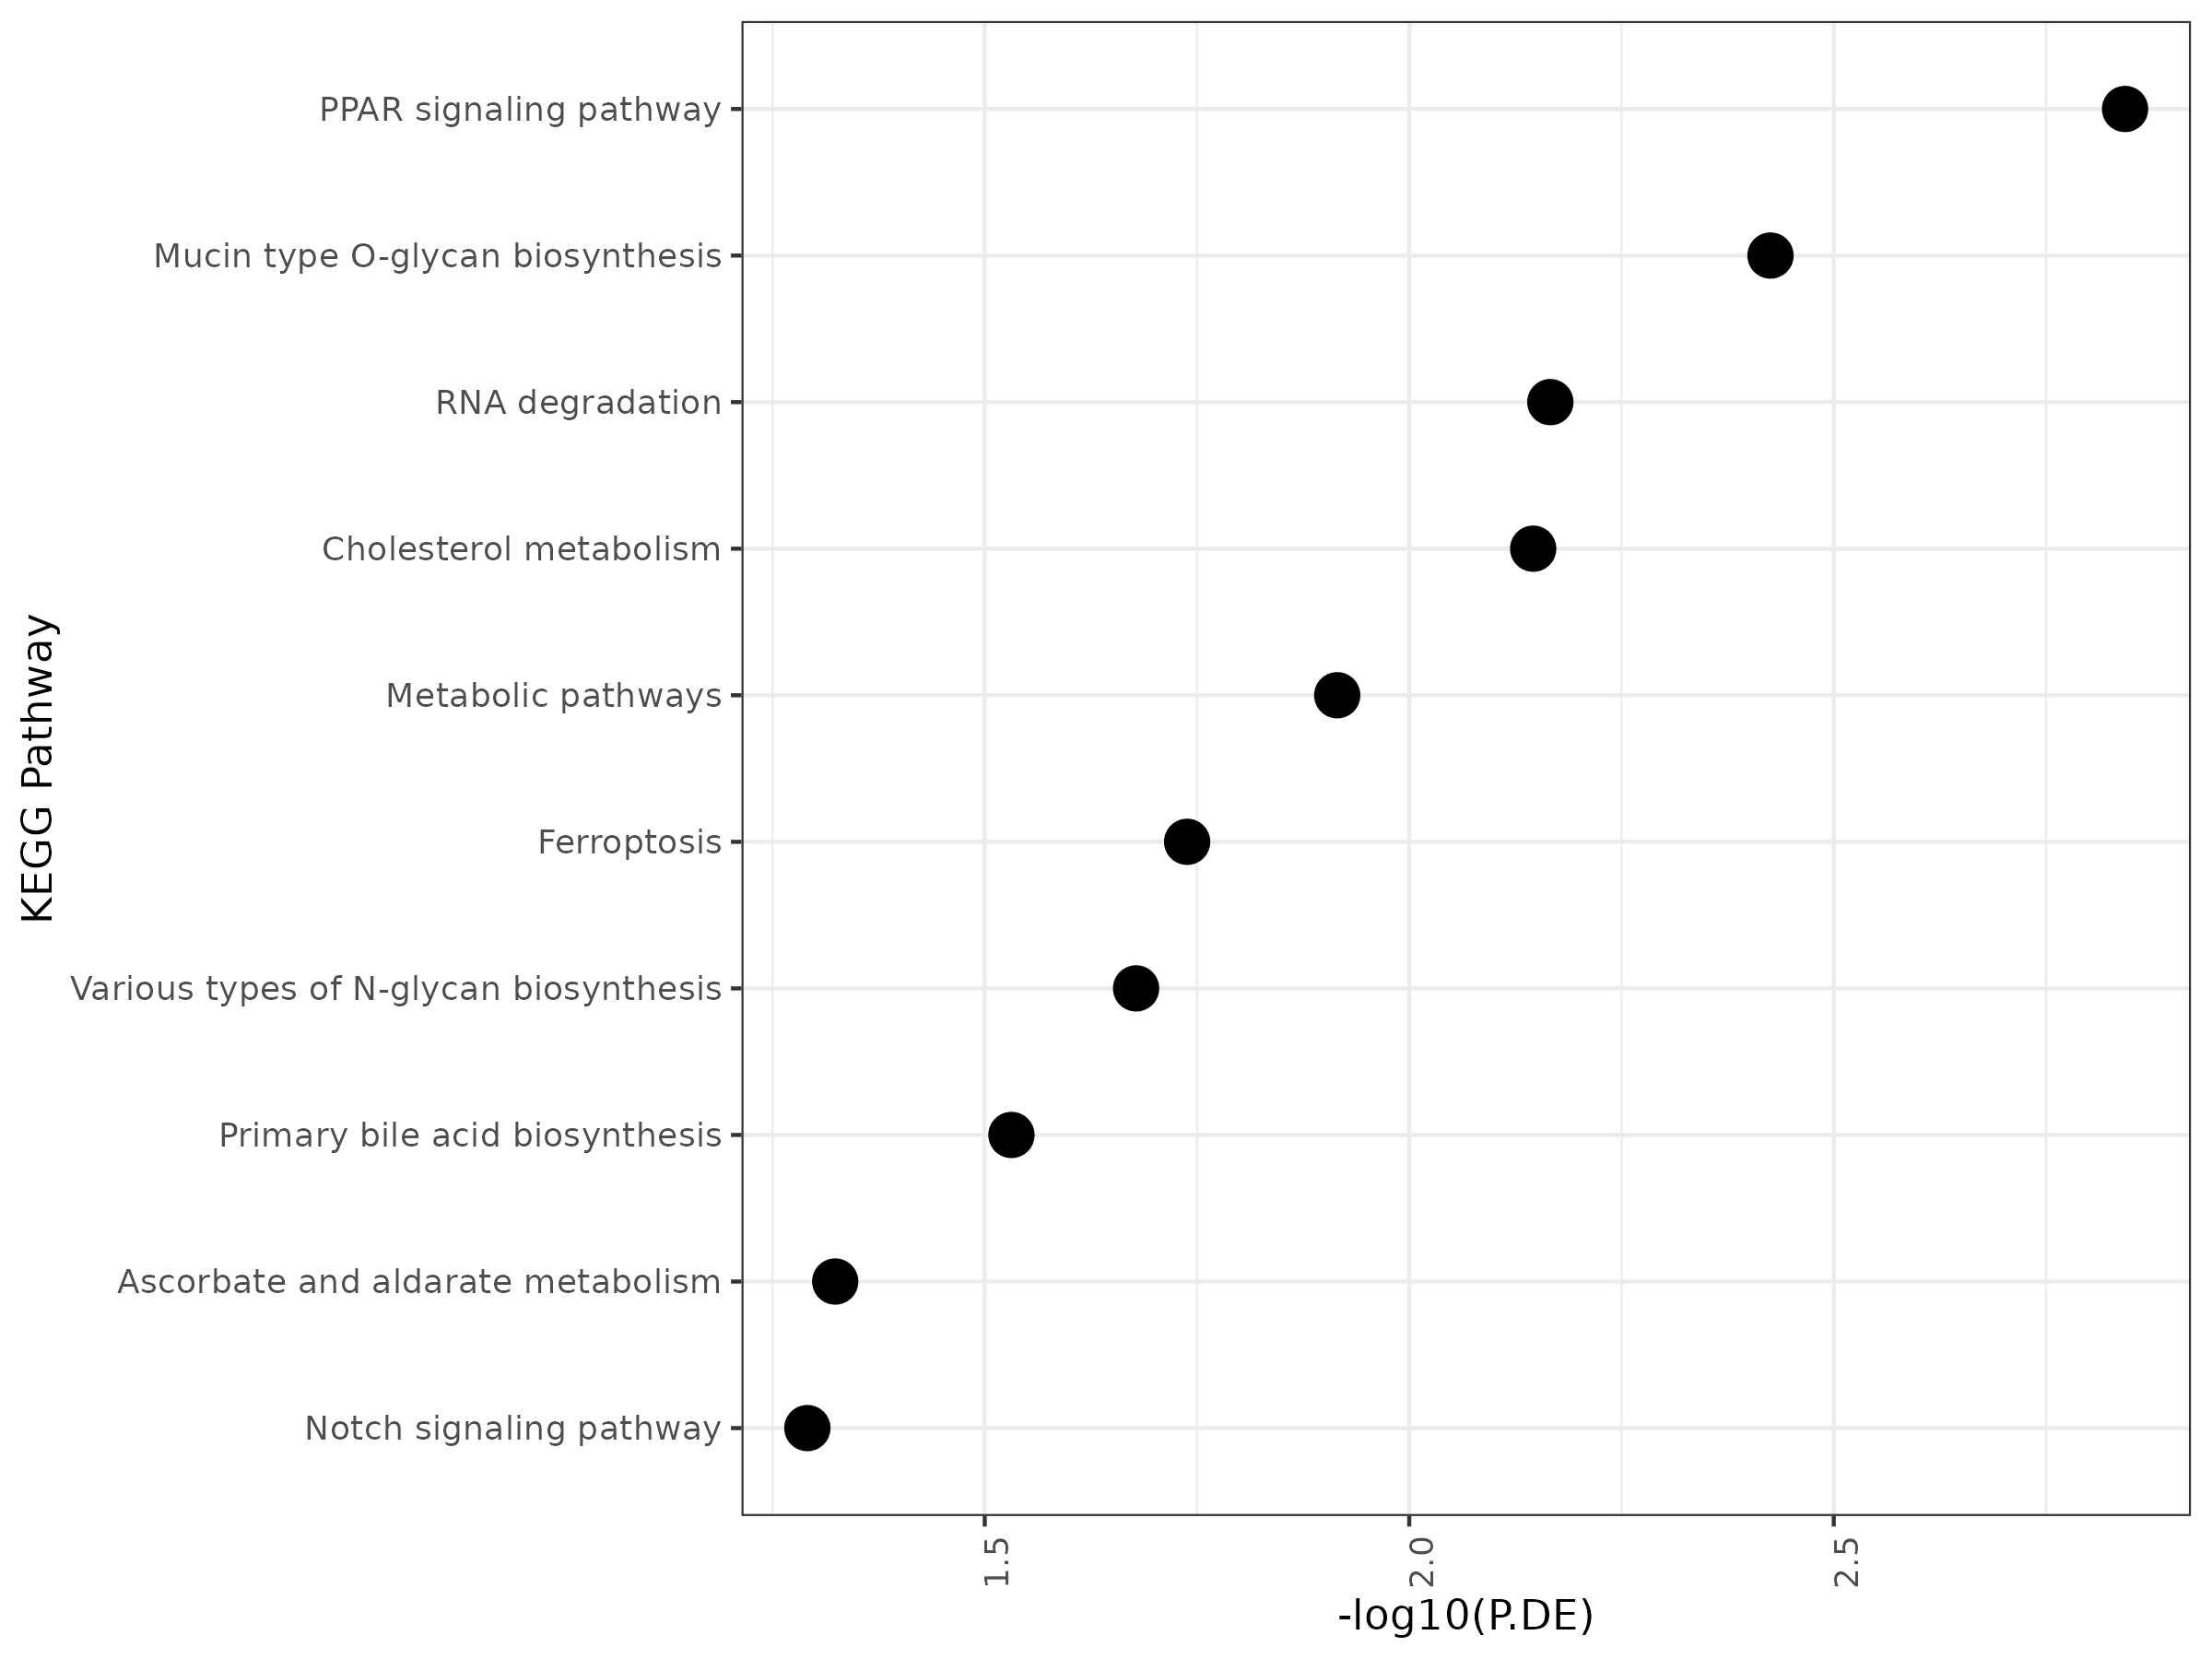 PPAR signaling pathway
Mucin type O-glycan biosynthesis
RNA degradation
Cholesterol metabolism
Metabolic pathways
Ferroptosis
Various types of N-glycan biosynthesis
Primary bile acid biosynthesis
Ascorbate and aldarate metabolism
Notch signaling pathway
KEGG Pathway
1.5
2.0
2.5
-log10(P.DE)